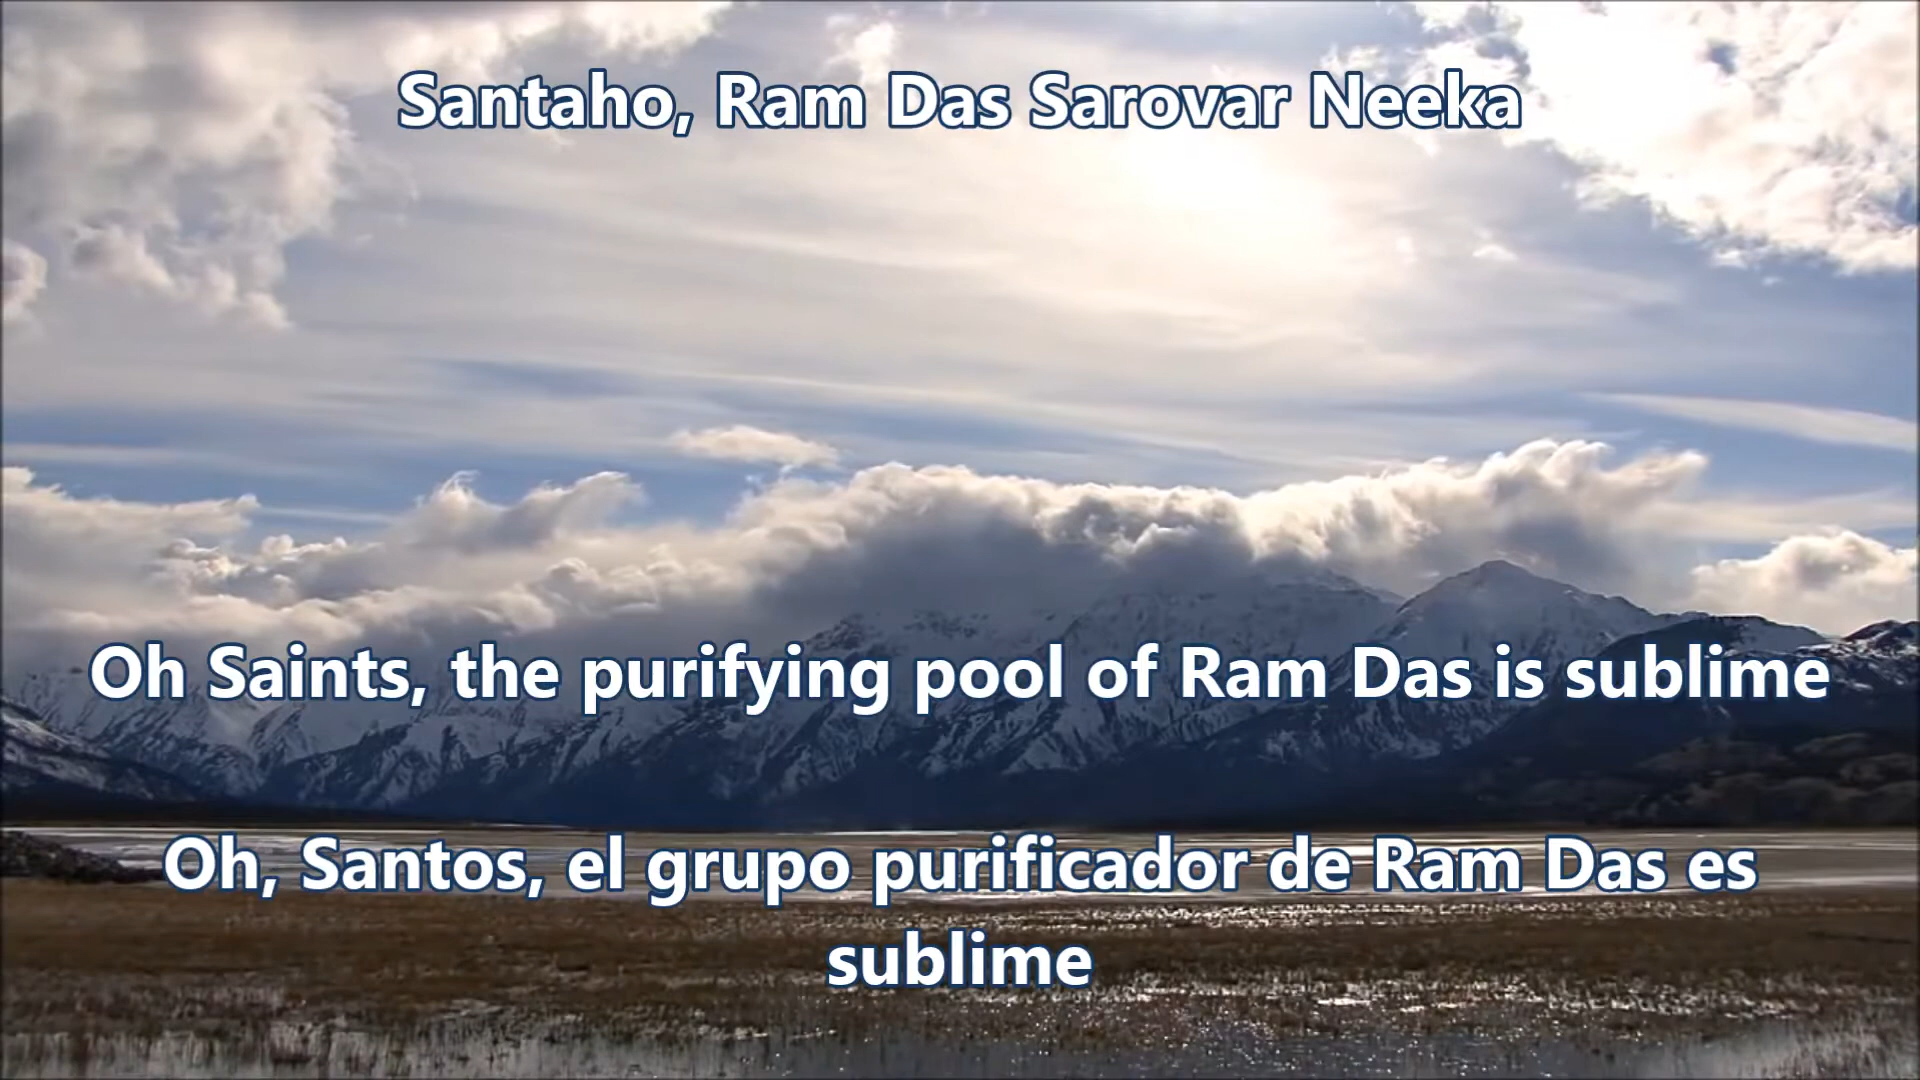 Santaho, Ram Das Sarovar Neeka
Oh Saints, the purifying pool of Ram Das is sublime
Oh, Santos, el grupo purificador de Ram Das es
sublime